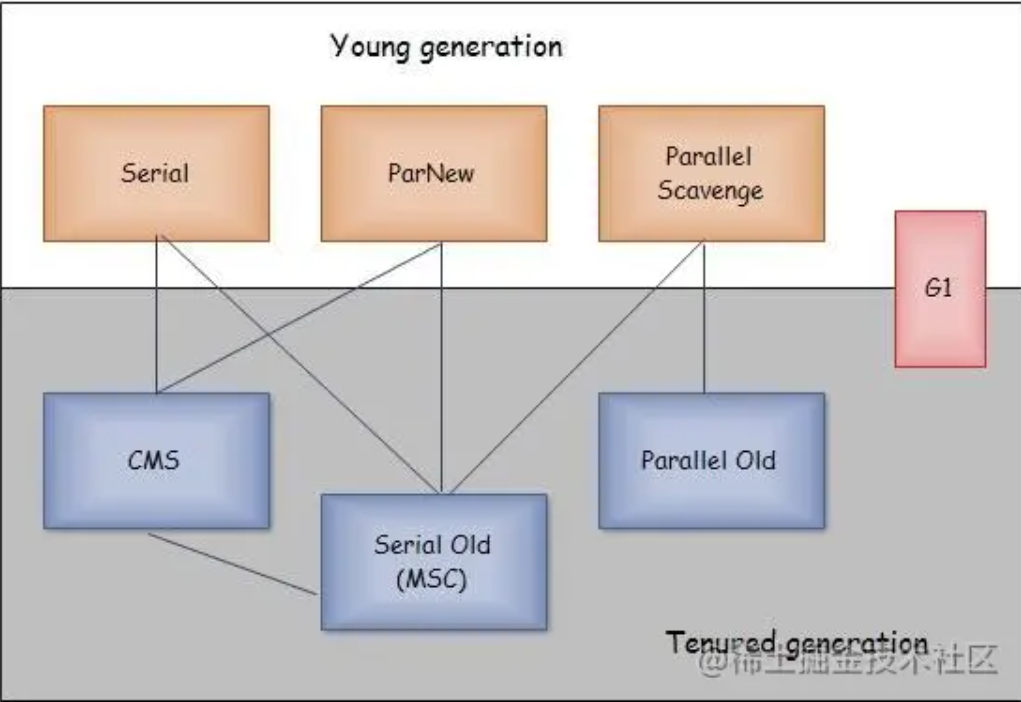 Young generation
Serial
ParNew
Parallel
Scavenge
G1
CMS
Parallel Old
Serial Old
(MSC)
Tenured generation
@稀土掘金技术社区